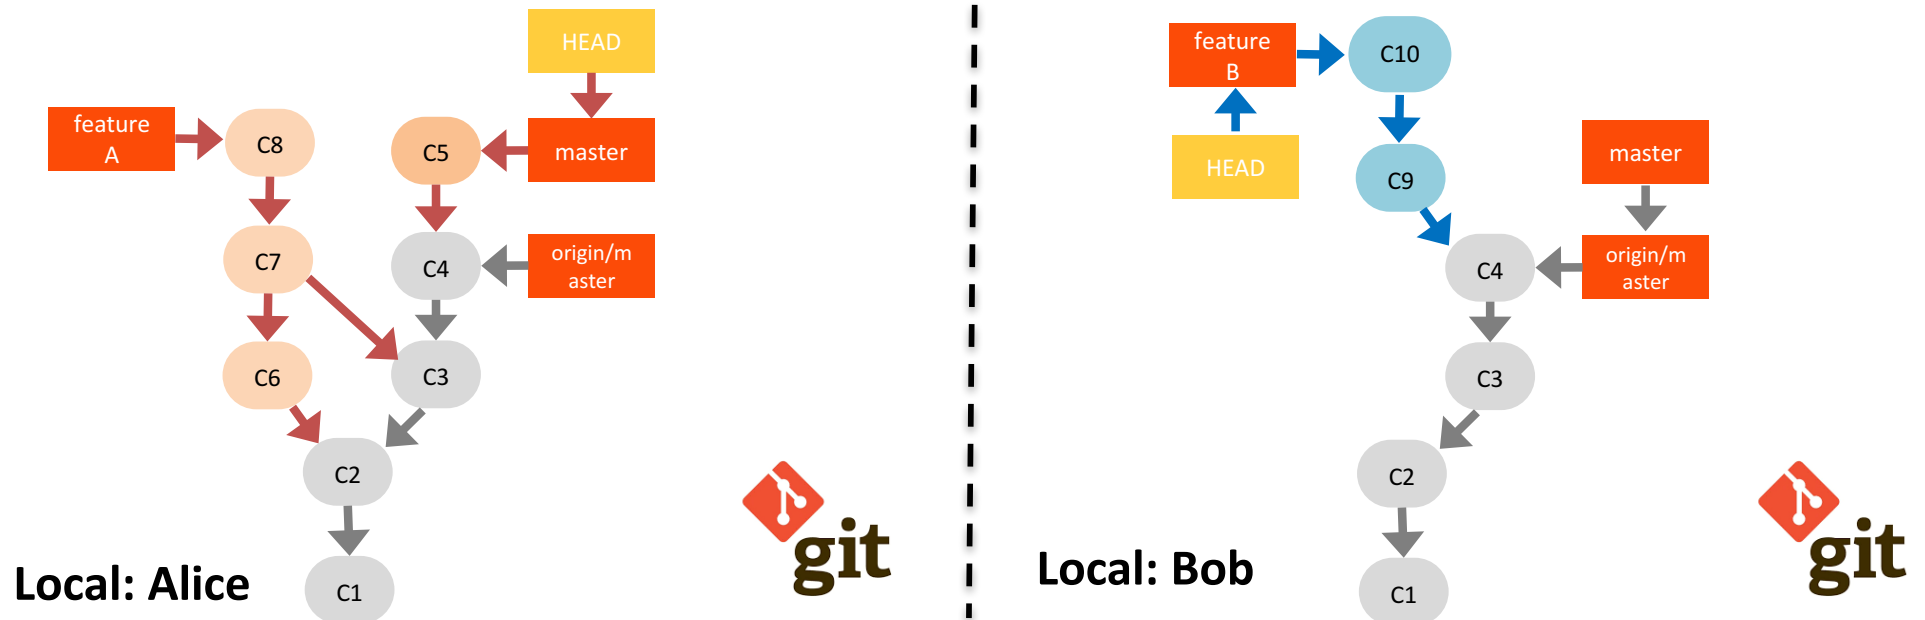 HEAD
feature
A
C8
C5
master
C7
C4
origin/m
aster
C6
C3
C2
C1
Local: Alice
git
feature
B
C10
HEAD
C9
master
C4
origin/m
aster
C3
C2
C1
Local: Bob
git